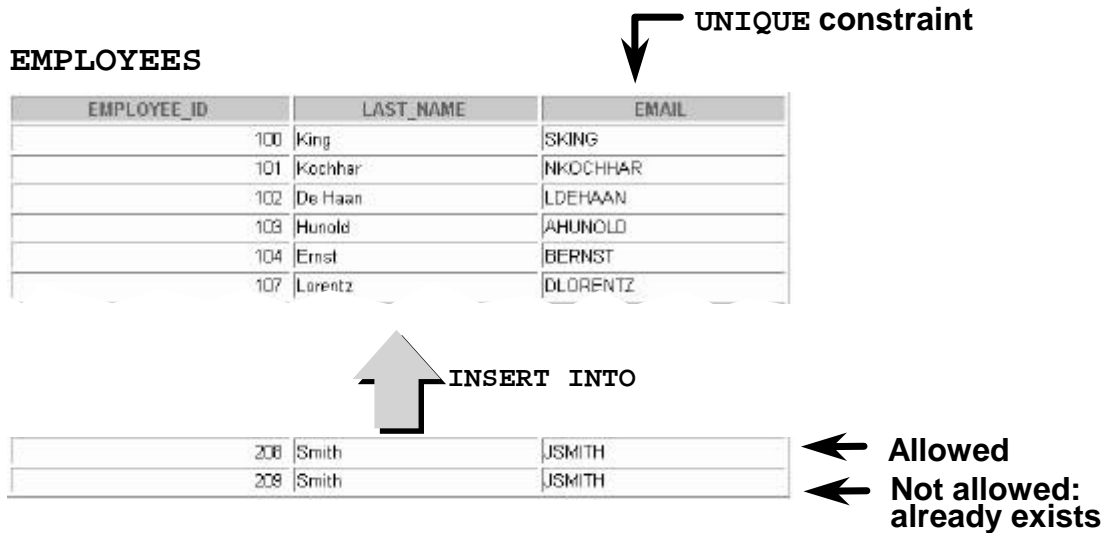 UNIQUE constraint
EMPLOYEES
EMPLOYEE_ID LAST_NAME EMAIL
100 King SKING
101 Kochhar NKOCHHAR
102 De Haan LDEHAAN
103 Hunold AHUNOLD
104 Ernst BERNST
107 Lorentz DLORENTZ
INSERT INTO
208 Smith JSMITH Allowed
209 Smith JSMITH Not allowed:
already exists